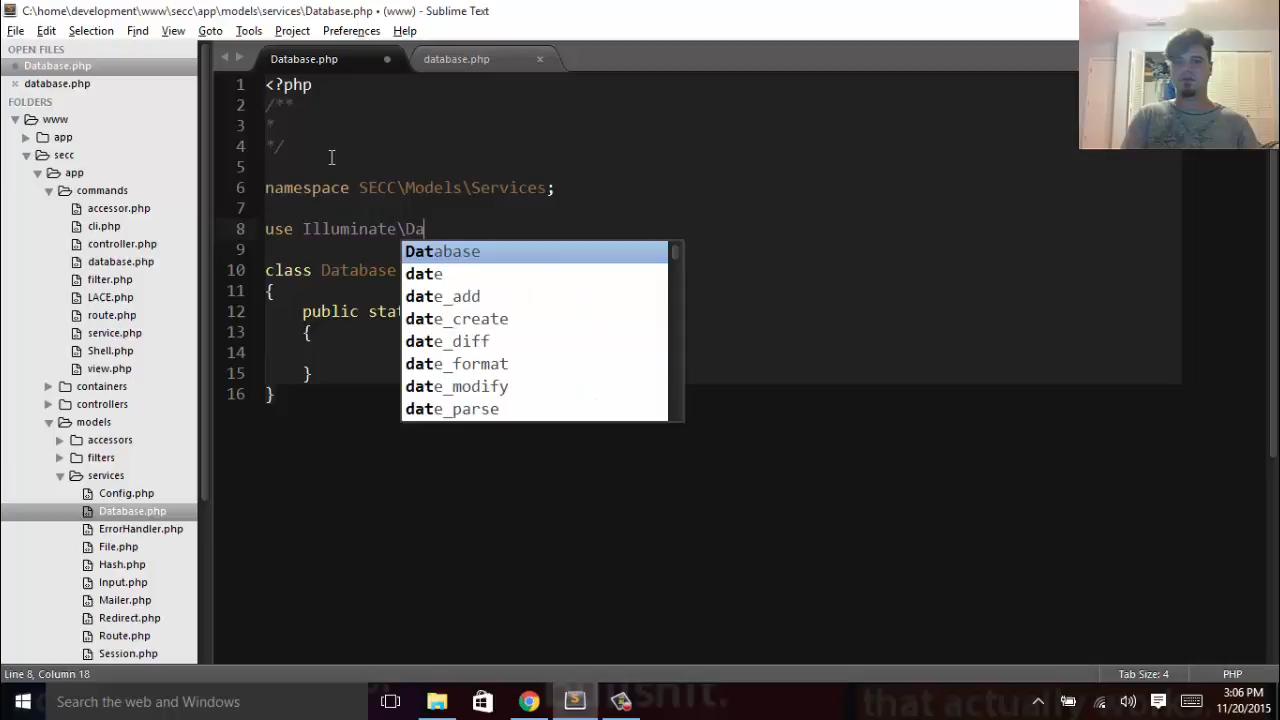 C:\home\development\www\secc\app\models\services\Database.php • (www) - Sublime Text
File Edit Selection Find View Goto Tools Project Preferences Help
OPEN FILES
Database.php
database.php
FOLDERS
www
app
secc
app
commands
accessor.php
cli.php
controller.php
database.php
filter.php
LACE.php
route.php
service.php
Shell.php
view.php
containers
controllers
models
accessors
filters
services
Config.php
Database.php
ErrorHandler.php
File.php
Hash.php
Input.php
Mailer.php
Redirect.php
Route.php
Session.php
Database.php database.php
1 <?php
2 /**
3 *
4 */
5
6 namespace SECC\Models\Services;
7
8 use Illuminate\Da
9
10 class Database
11 {
12 public stat
13 {
14
15 }
16 }
Database
date
date_add
date_create
date_diff
date_format
date_modify
date_parse
Line 8, Column 18
Tab Size: 4 PHP
Search the web and Windows
3:06 PM
11/20/2015